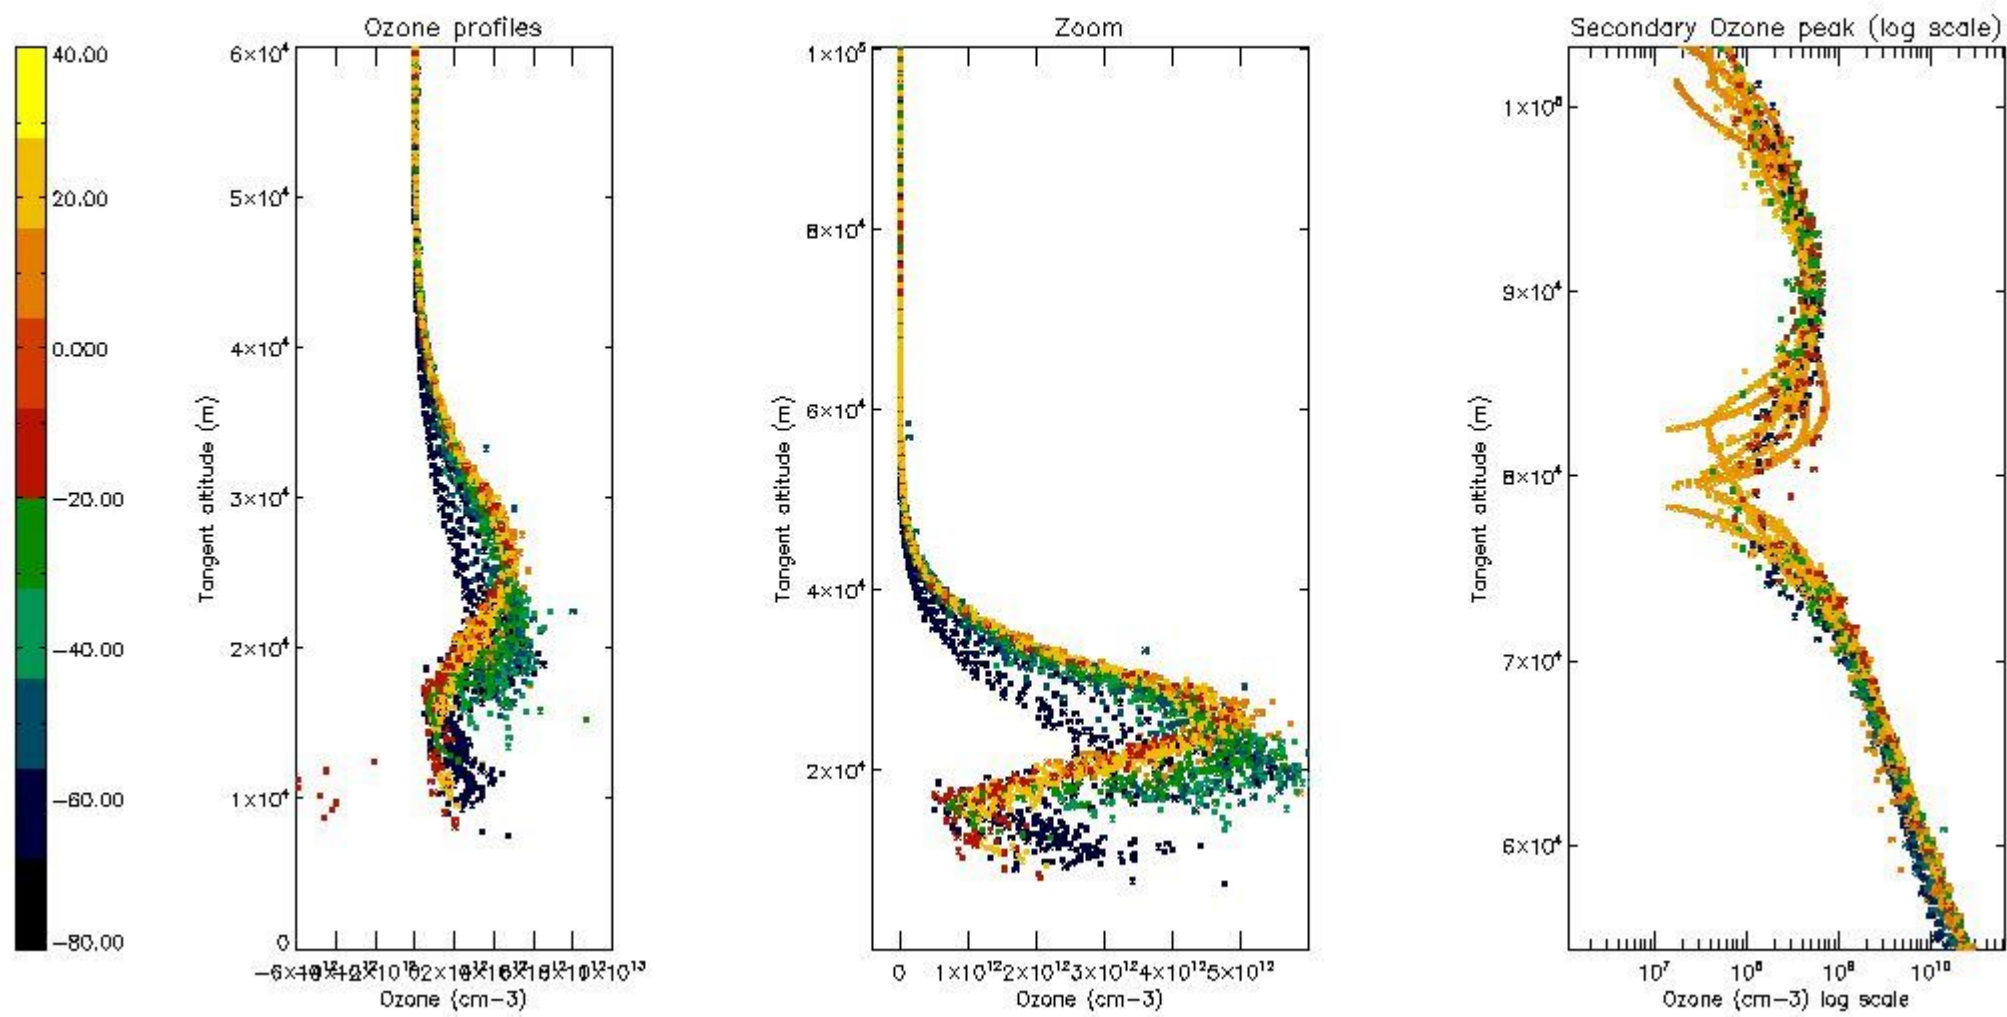 Ozone profiles
Zoom
Secondary Ozone peak (log scale)
40.00
20.00
0.000
−20.00
−40.00
−60.00
−80.00
6×10⁴
5×10⁴
4×10⁴
3×10⁴
2×10⁴
1×10⁴
0
Tangent altitude (m)
Ozone (cm−3)
1×10⁵
8×10⁴
6×10⁴
4×10⁴
2×10⁴
Tangent altitude (m)
0 1×10¹² 2×10¹² 3×10¹² 4×10¹² 5×10¹²
Ozone (cm−3)
1×10⁵
9×10⁴
8×10⁴
7×10⁴
6×10⁴
Tangent altitude (m)
10⁷ 10⁸ 10⁹ 10¹⁰
Ozone (cm−3) log scale